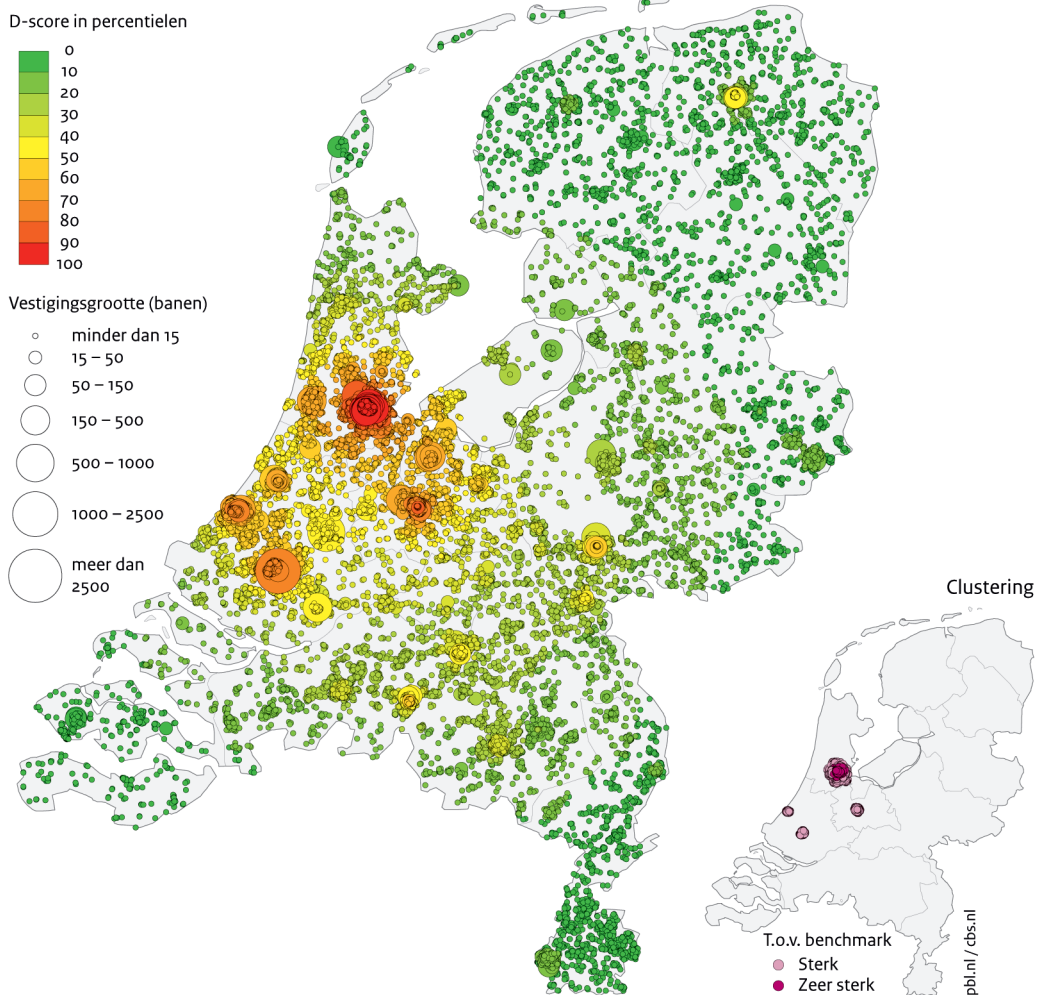 D-score in percentielen
0
10
20
30
40
50
60
70
80
90
100
Vestigingsgrootte (banen)
minder dan 15
15 – 50
50 – 150
150 – 500
500 – 1000
1000 – 2500
meer dan
2500
Clustering
T.o.v. benchmark
Sterk
Zeer sterk
pbl.nl / cbs.nl